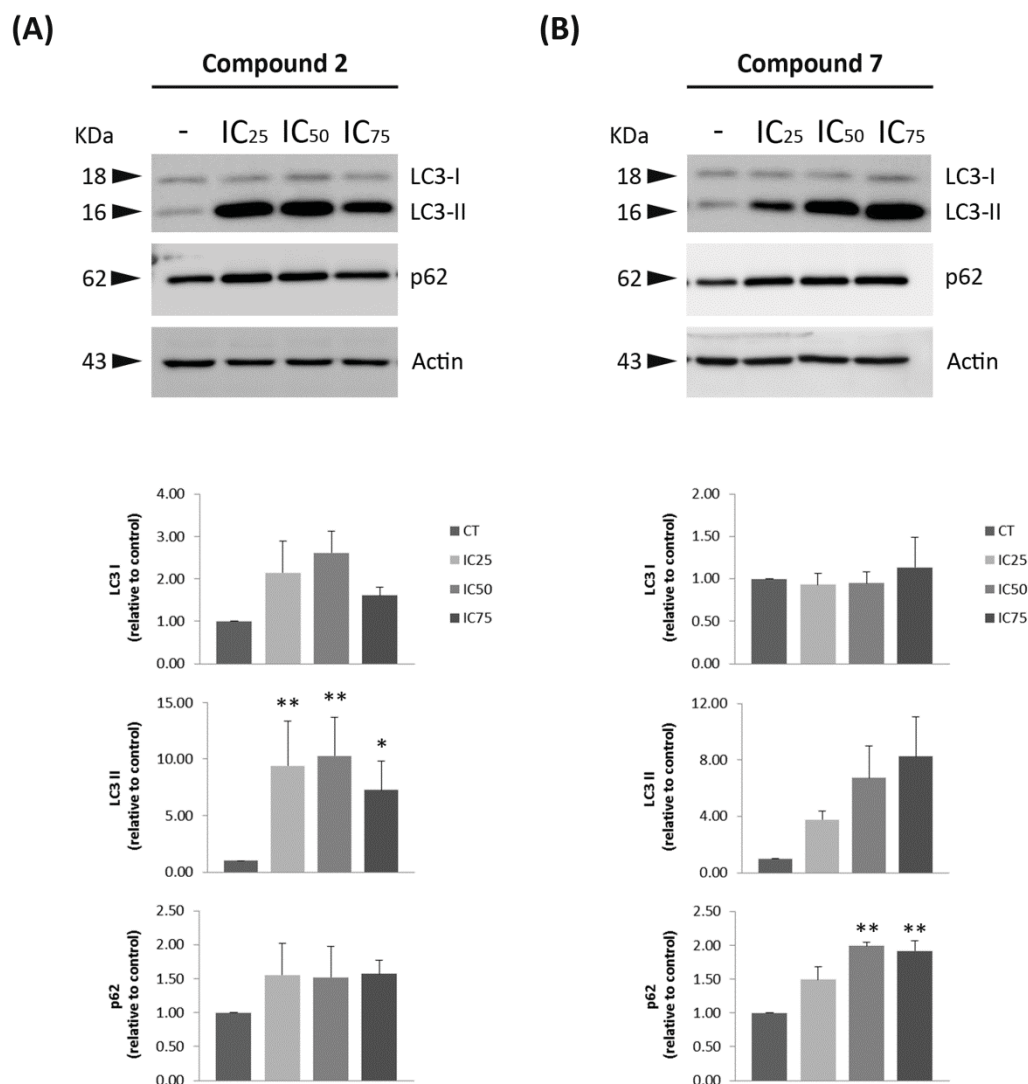 (A)
Compound 2
KDa
- IC25 IC50 IC75
18 LC3-I
16 LC3-II
62 p62
43 Actin
4.00
3.00
2.00
1.00
0.00
LC3 I
(relative to control)
CT
IC25
IC50
IC75
15.00
10.00
5.00
0.00
LC3 II
(relative to control)
** ** *
2.50
2.00
1.50
1.00
0.50
0.00
p62
(relative to control)
(B)
Compound 7
KDa
- IC25 IC50 IC75
18 LC3-I
16 LC3-II
62 p62
43 Actin
2.00
1.50
1.00
0.50
0.00
LC3 I
(relative to control)
CT
IC25
IC50
IC75
12.00
8.00
4.00
0.00
LC3 II
(relative to control)
2.50
2.00
1.50
1.00
0.50
0.00
p62
(relative to control)
** **